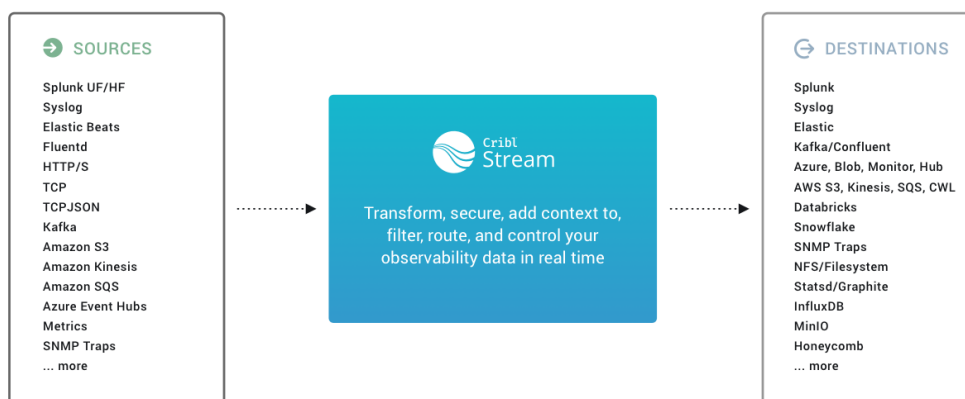 SOURCES
Splunk UF/HF
Syslog
Elastic Beats
Fluentd
HTTP/S
TCP
TCPJSON
Kafka
Amazon S3
Amazon Kinesis
Amazon SQS
Azure Event Hubs
Metrics
SNMP Traps
... more
Cribl
Stream
Transform, secure, add context to,
filter, route, and control your
observability data in real time
DESTINATIONS
Splunk
Syslog
Elastic
Kafka/Confluent
Azure, Blob, Monitor, Hub
AWS S3, Kinesis, SQS, CWL
Databricks
Snowflake
SNMP Traps
NFS/Filesystem
Statsd/Graphite
InfluxDB
MinIO
Honeycomb
... more